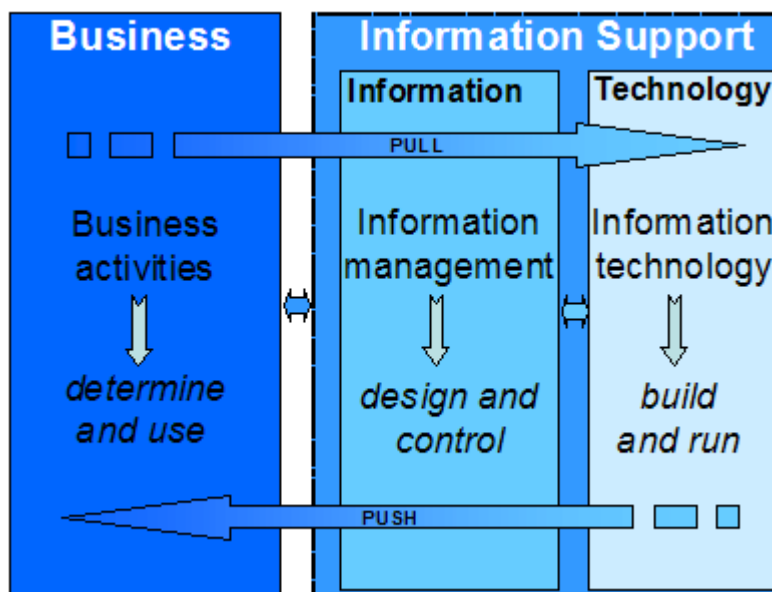 Business
Information Support
Information
Technology
PULL
Business
activities
Information
management
Information
technology
determine
and use
design and
control
build
and run
PUSH